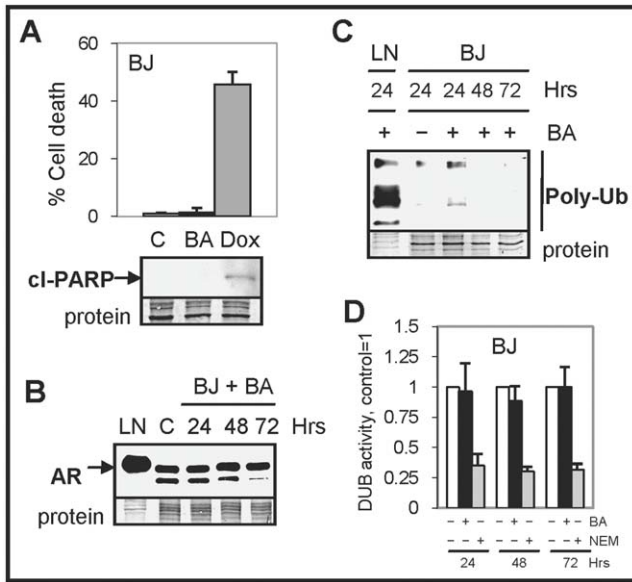 A
BJ
% Cell death
60
40
20
0
C BA Dox
cl-PARP
protein
B
BJ + BA
LN C 24 48 72 Hrs
AR
protein
C
LN BJ
24 24 24 48 72 Hrs
+ − + + + BA
Poly-Ub
protein
D
BJ
DUB activity, control=1
1.5
1.25
1
0.75
0.5
0.25
0
− + − − + − − + − BA
− − + − − + − − + NEM
24 48 72 Hrs